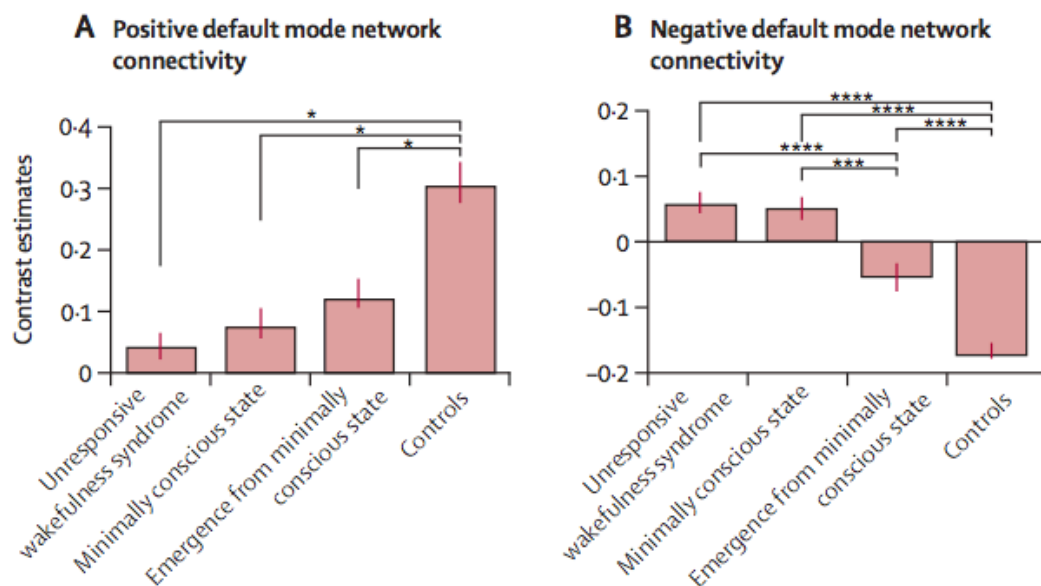 A Positive default mode network
connectivity
*
*
*
0·4
0·3
0·2
0·1
0
Contrast estimates
Unresponsive
wakefulness syndrome
Minimally conscious state
Emergence from minimally
conscious state
Controls
B Negative default mode network
connectivity
****
****
****
****
***
0·2
0·1
0
–0·1
–0·2
Unresponsive
wakefulness syndrome
Minimally conscious state
Emergence from minimally
conscious state
Controls